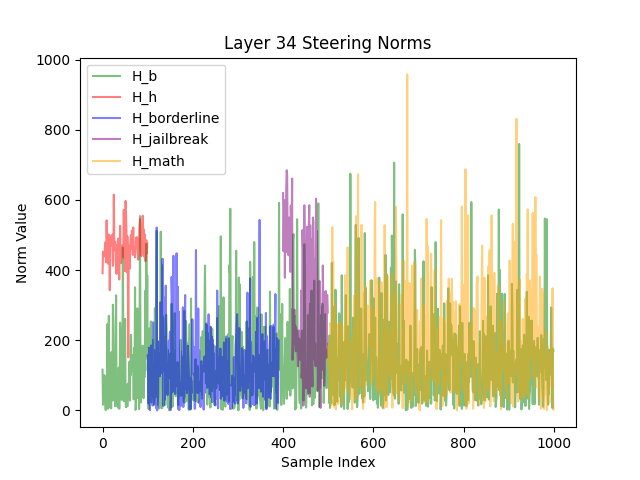 Layer 34 Steering Norms
1000
800
600
400
200
0
Norm Value
H_b
H_h
H_borderline
H_jailbreak
H_math
0
200
400
600
800
1000
Sample Index